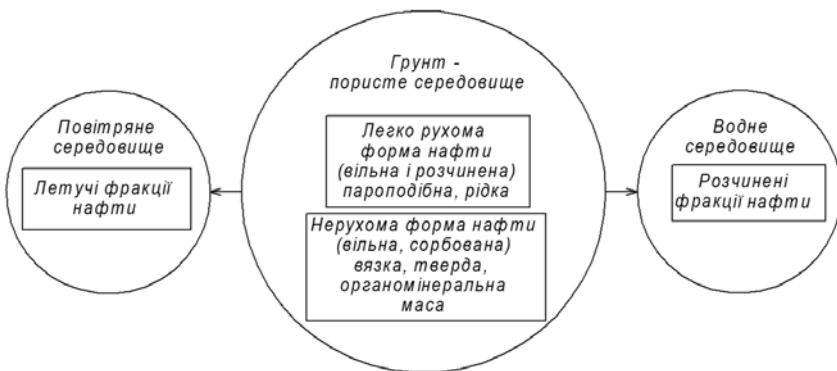 Грунт -
пористе середовище
Повітряне
середовище
Летучі фракції
нафти
Легко рухома
форма нафти
(вільна і розчинена)
пароподібна, рідка
Нерухома форма нафти
(вільна, сорбована)
вязка, тверда,
органомінеральна
маса
Водне
середовище
Розчинені
фракції нафти